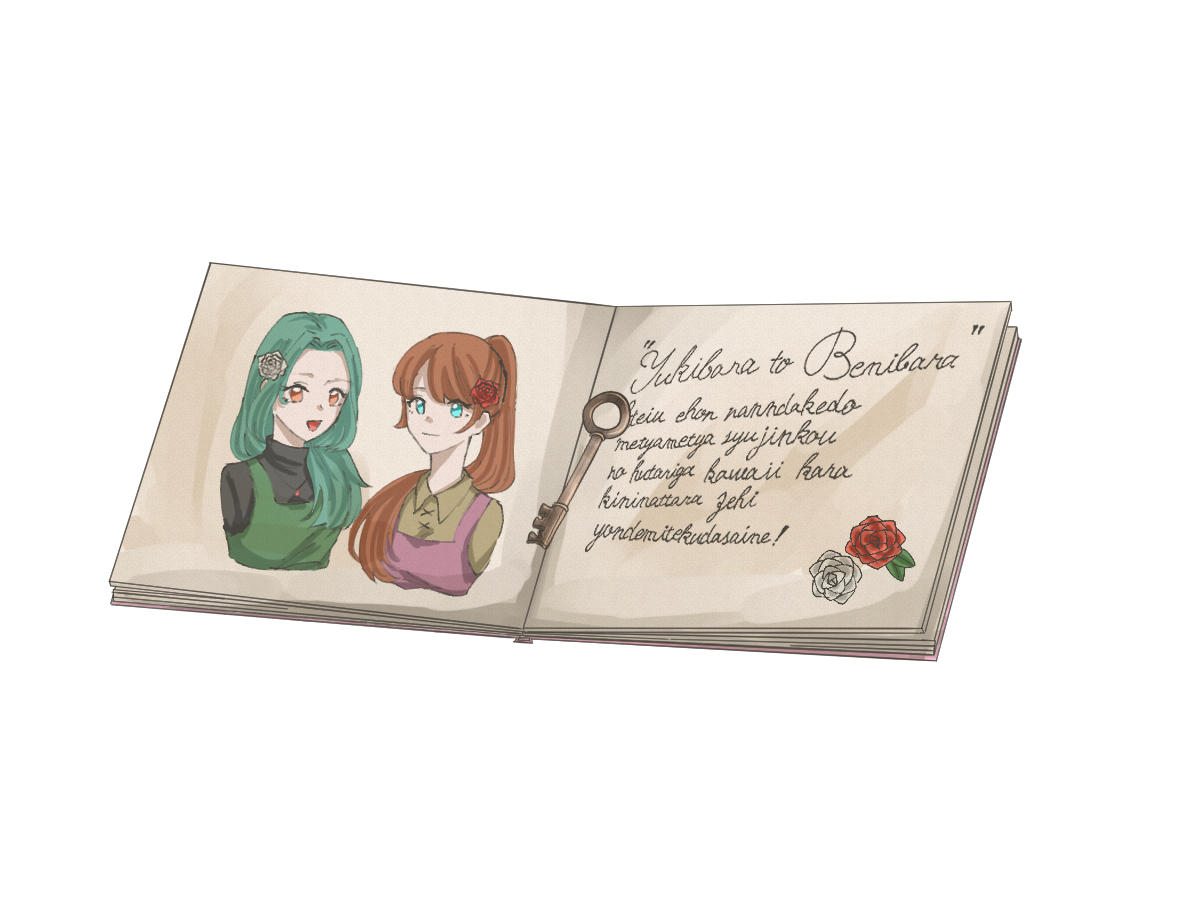 "Yukibara to Benibara"
teiu ehon nanndakedo
metyametya syujinkou
no hutariga kawaii kara
kininattara zehi
yondemitekudasaine!